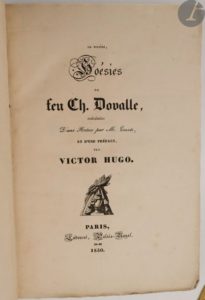 LE SYLPHE,
Poésies
DE
feu Ch. Dovalle,
précédées
D'une Notice par M. Louvet,
ET D'UNE PRÉFACE,
PAR
VICTOR HUGO.
PARIS,
Ladvocat, Palais-Royal.
1830.